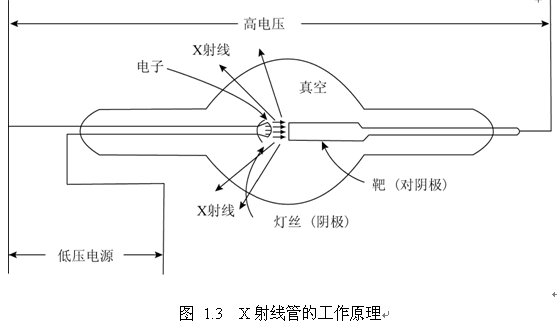 高电压
X射线
电子
真空
靶（对阴极）
X射线
灯丝（阴极）
低压电源
图 1.3 X 射线管的工作原理